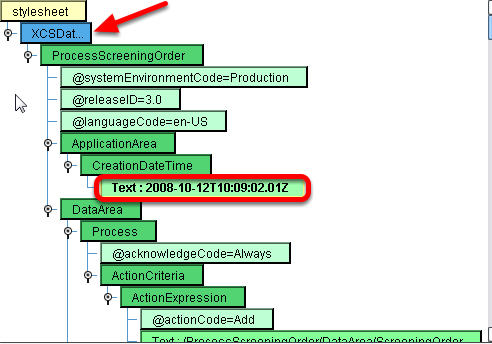 stylesheet
XCSDat...
ProcessScreeningOrder
@systemEnvironmentCode=Production
@releaseID=3.0
@languageCode=en-US
ApplicationArea
CreationDateTime
Text : 2008-10-12T10:09:02.01Z
DataArea
Process
@acknowledgeCode=Always
ActionCriteria
ActionExpression
@actionCode=Add
Text : /ProcessScreeningOrder/DataArea/ScreeningOrder